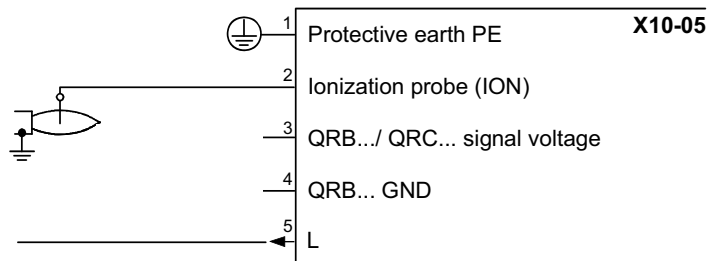 X10-05
1 Protective earth PE
2 Ionization probe (ION)
3 QRB.../ QRC... signal voltage
4 QRB... GND
5 L